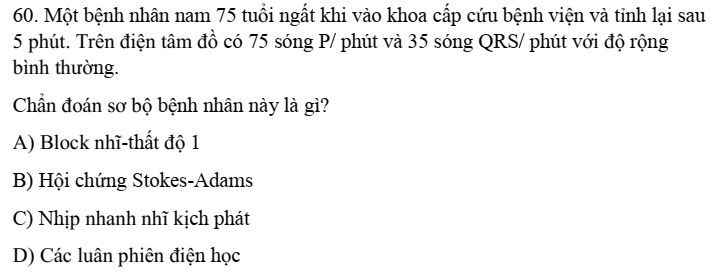 60. Một bệnh nhân nam 75 tuổi ngất khi vào khoa cấp cứu bệnh viện và tỉnh lại sau
5 phút. Trên điện tâm đồ có 75 sóng P/ phút và 35 sóng QRS/ phút với độ rộng
bình thường.
Chẩn đoán sơ bộ bệnh nhân này là gì?
A) Block nhĩ-thất độ 1
B) Hội chứng Stokes-Adams
C) Nhịp nhanh nhĩ kịch phát
D) Các luân phiên điện học